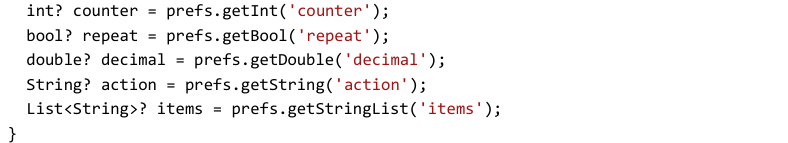 int? counter = prefs.getInt('counter');
bool? repeat = prefs.getBool('repeat');
double? decimal = prefs.getDouble('decimal');
String? action = prefs.getString('action');
List<String>? items = prefs.getStringList('items');
}